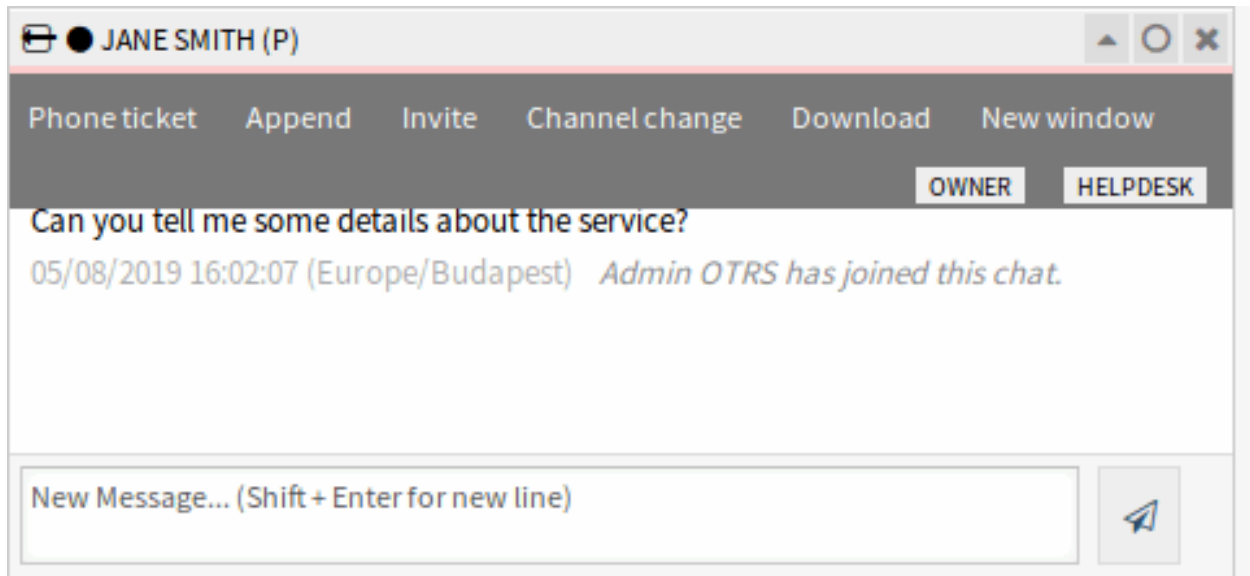 JANE SMITH (P)
Phone ticket Append Invite Channel change Download New window
OWNER HELPDESK
Can you tell me some details about the service?
05/08/2019 16:02:07 (Europe/Budapest) Admin OTRS has joined this chat.
New Message... (Shift + Enter for new line)